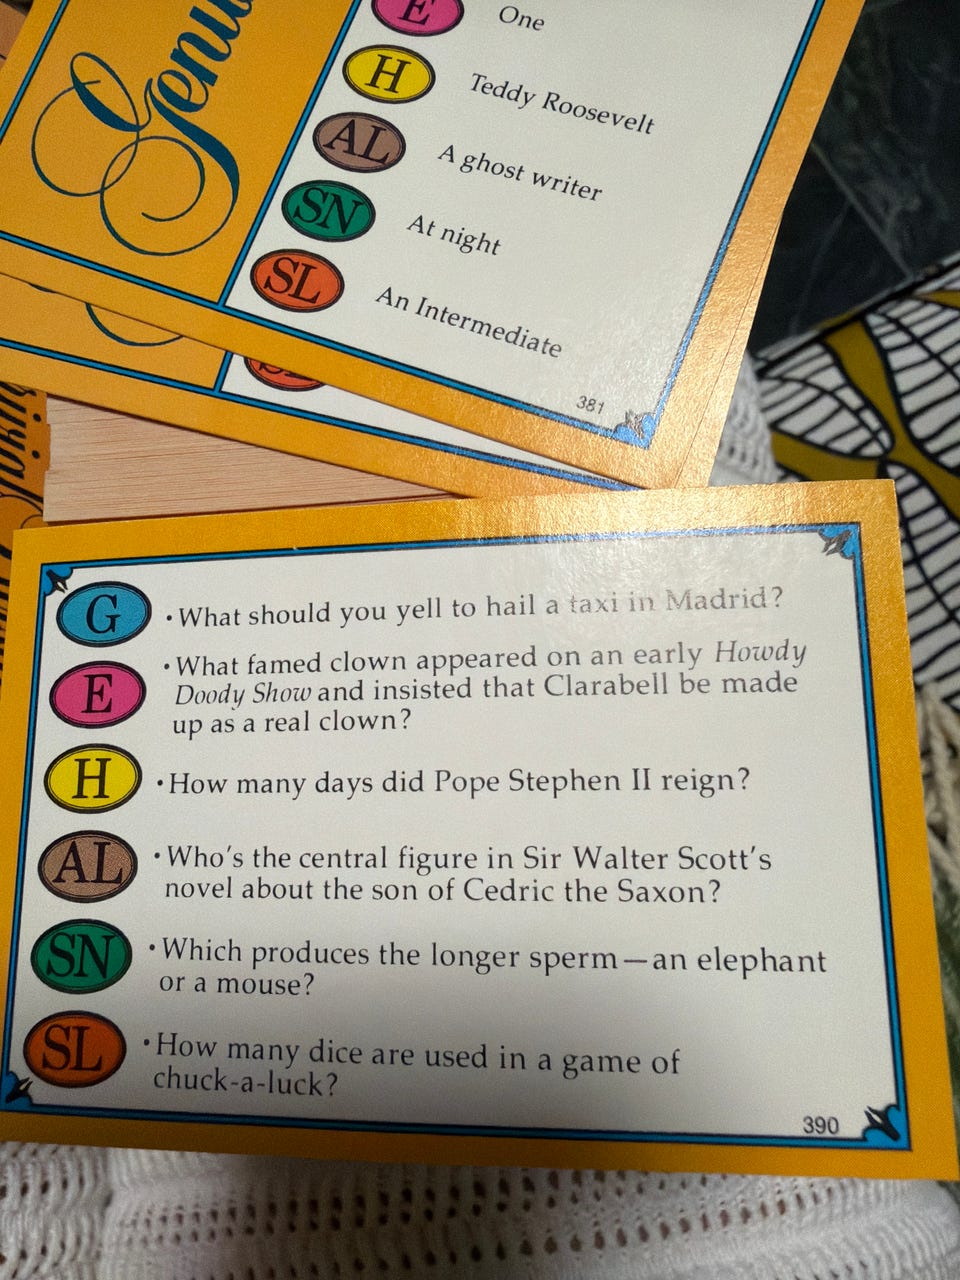 Genu
E One
H Teddy Roosevelt
AL A ghost writer
SN At night
SL An Intermediate
381
G • What should you yell to hail a taxi in Madrid?
E • What famed clown appeared on an early Howdy
Doody Show and insisted that Clarabell be made
up as a real clown?
H • How many days did Pope Stephen II reign?
AL • Who's the central figure in Sir Walter Scott's
novel about the son of Cedric the Saxon?
SN • Which produces the longer sperm — an elephant
or a mouse?
SL • How many dice are used in a game of
chuck-a-luck?
390